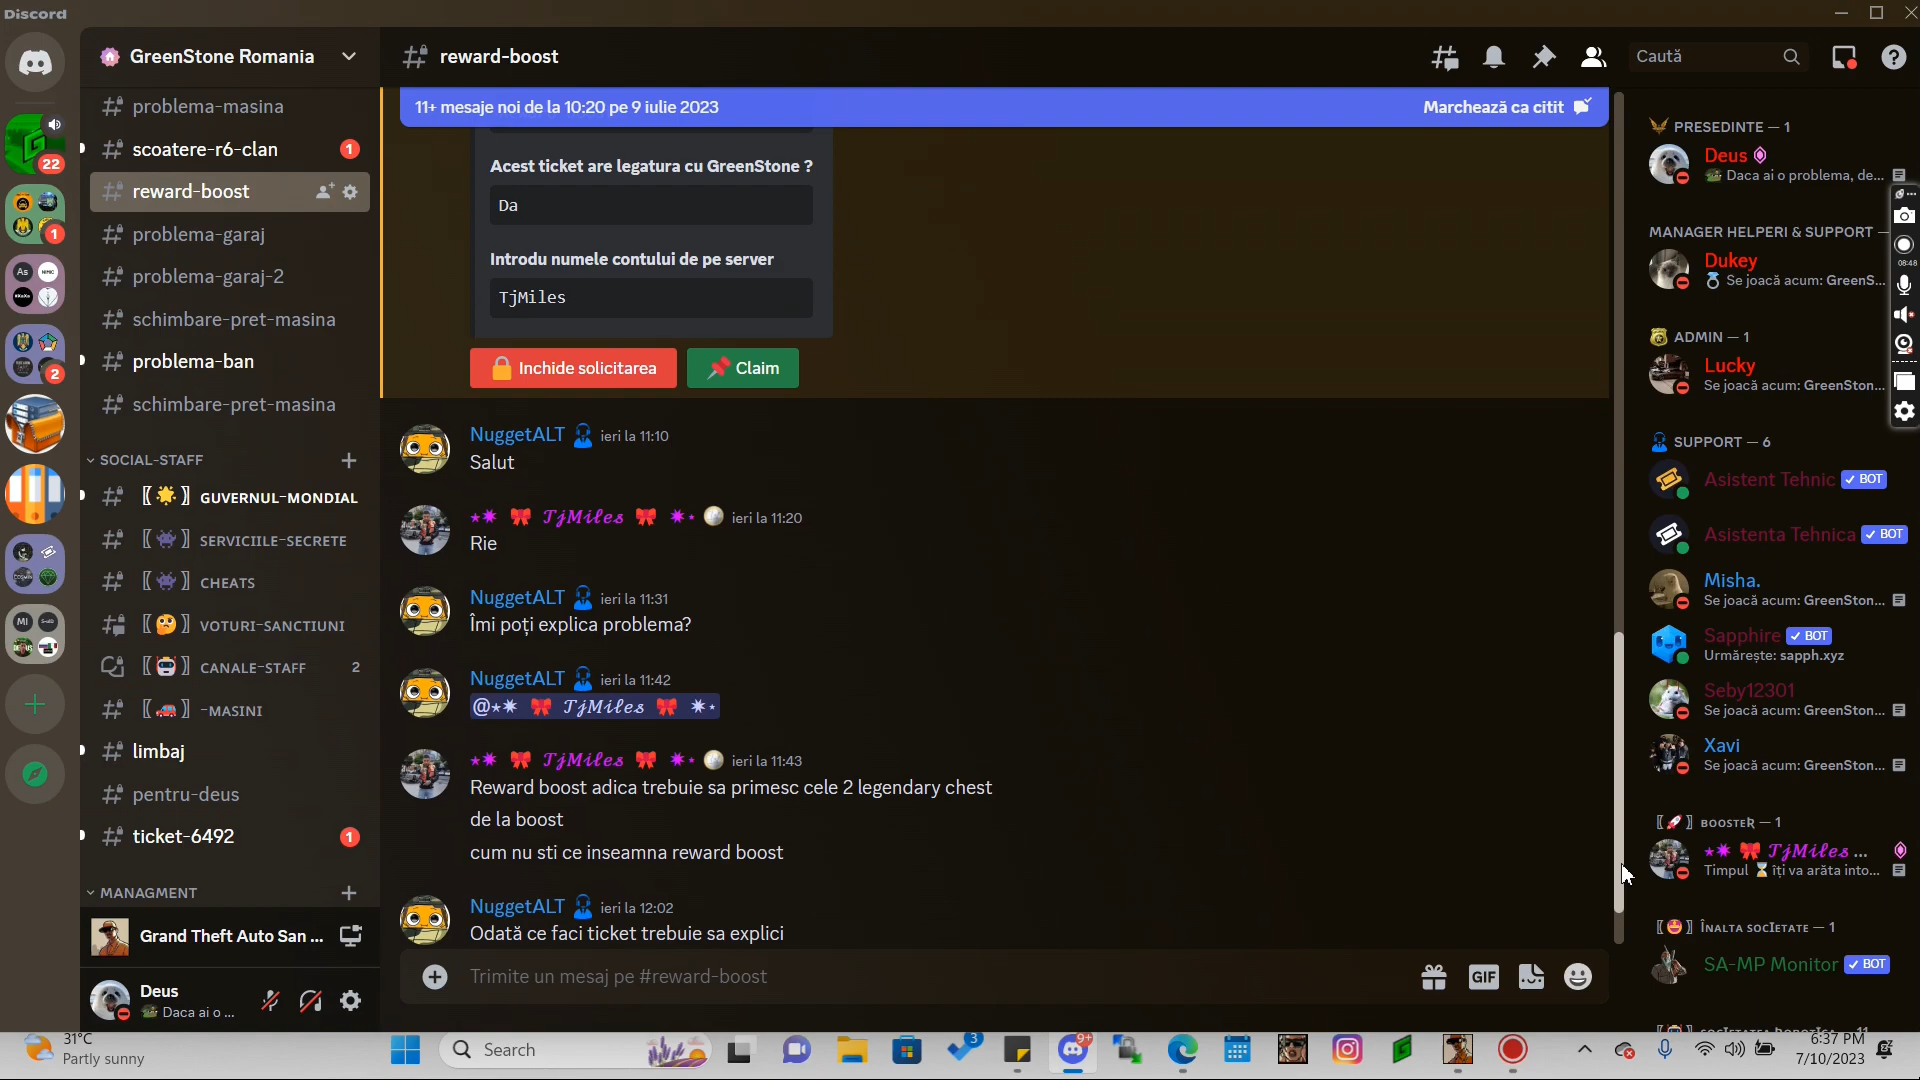 Discord
GreenStone Romania
reward-boost
Caută
problema-masina
scoatere-r6-clan
1
reward-boost
problema-garaj
problema-garaj-2
schimbare-pret-masina
problema-ban
schimbare-pret-masina
SOCIAL-STAFF
〖🌟〗 GUVERNUL-MONDIAL
〖👾〗 SERVICIILE-SECRETE
〖👾〗 CHEATS
〖🤔〗 VOTURI-SANCTIUNI
〖🤖〗 CANALE-STAFF
2
〖🚗〗 -MASINI
limbaj
pentru-deus
ticket-6492
1
MANAGMENT
Grand Theft Auto San ...
Deus
Daca ai o ...
22
1
2
11+ mesaje noi de la 10:20 pe 9 iulie 2023
Marchează ca citit
Acest ticket are legatura cu GreenStone ?
Da
Introdu numele contului de pe server
TjMiles
Inchide solicitarea
Claim
NuggetALT ieri la 11:10
Salut
TjMiles ieri la 11:20
Rie
NuggetALT ieri la 11:31
Îmi poți explica problema?
NuggetALT ieri la 11:42
@⋆✷ 🎀 𝒯𝒿𝑀𝒾𝓁𝑒𝓈 🎀 ✷⋆
TjMiles ieri la 11:43
Reward boost adica trebuie sa primesc cele 2 legendary chest
de la boost
cum nu sti ce inseamna reward boost
NuggetALT ieri la 12:02
Odată ce faci ticket trebuie sa explici
Trimite un mesaj pe #reward-boost
GIF
PRESEDINTE — 1
Deus
Daca ai o problema, de...
MANAGER HELPERI & SUPPORT —
Dukey
Se joacă acum: GreenS...
ADMIN — 1
Lucky
Se joacă acum: GreenSton...
SUPPORT — 6
Asistent Tehnic BOT
Asistenta Tehnica BOT
Misha.
Se joacă acum: GreenSton...
Sapphire BOT
Urmărește: sapph.xyz
Seby12301
Se joacă acum: GreenSton...
Xavi
Se joacă acum: GreenSton...
〖🚀〗 BOOSTER — 1
TjMiles ...
Timpul ⌛ îți va arăta into...
〖🤩〗 ÎNALTA SOCIETATE — 1
SA-MP Monitor BOT
08:48
31°C
Partly sunny
Search
3
9+
6:37 PM
7/10/2023